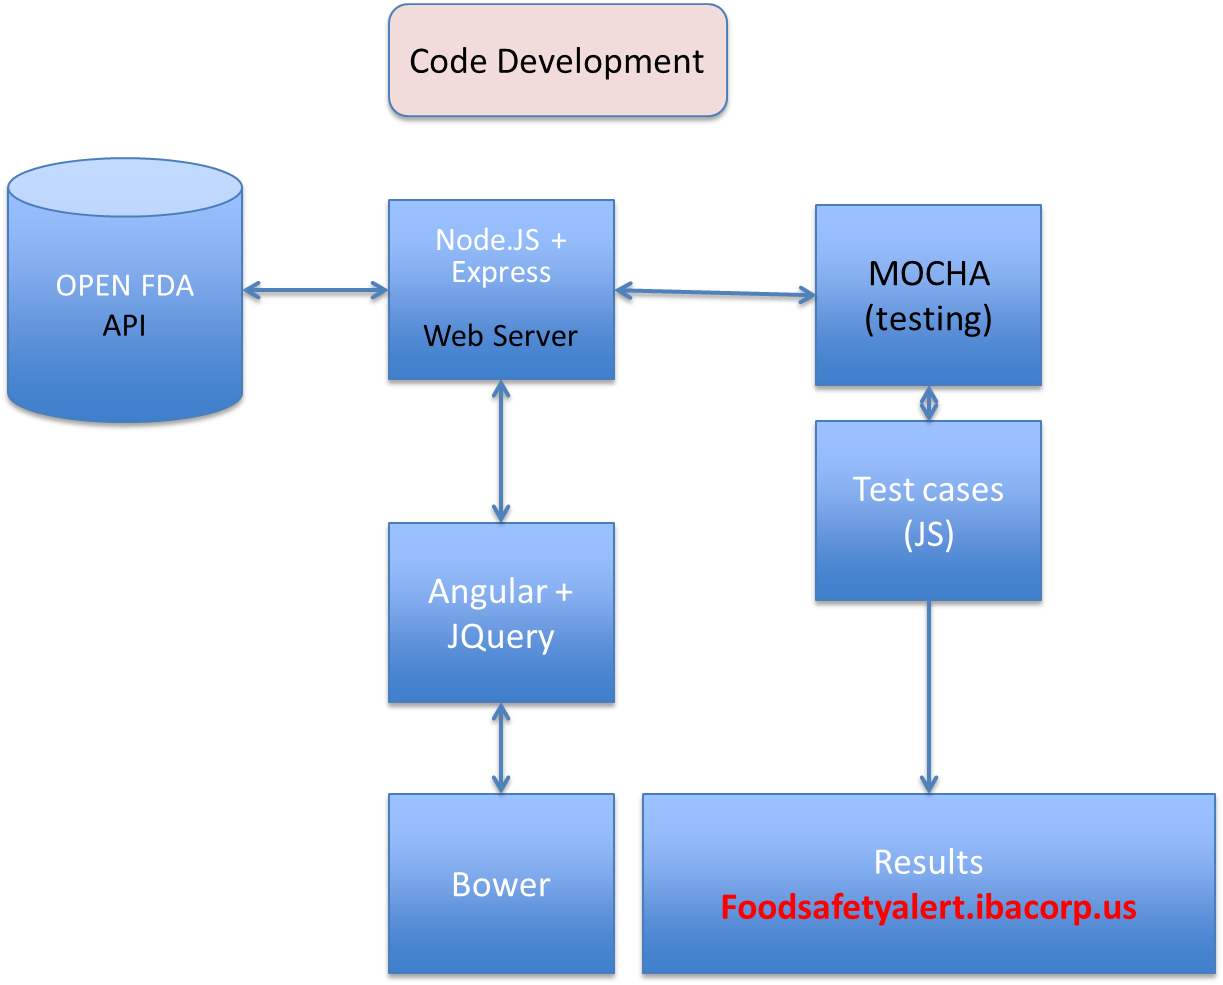 Code Development
OPEN FDA
API
Node.JS +
Express
Web Server
MOCHA
(testing)
Test cases
(JS)
Angular +
JQuery
Bower
Results
Foodsafetyalert.ibacorp.us